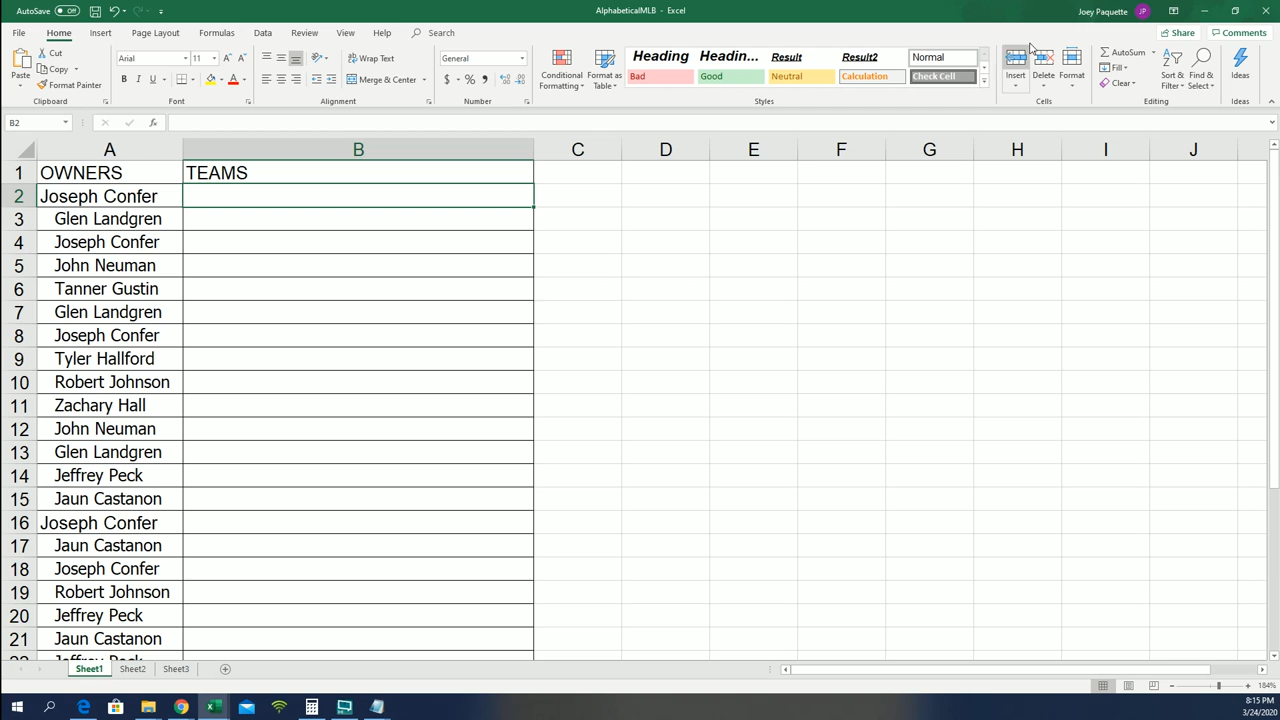 AutoSave Off
AlphabeticalMLB - Excel
Joey Paquette JP
File Home Insert Page Layout Formulas Data Review View Help Search
Share Comments
Paste
Cut
Copy
Format Painter
Clipboard
Arial 11
B I U
Font
Wrap Text
Merge & Center
Alignment
General
$ % ,
Number
Conditional Formatting
Format as Table
Heading Headin... Result Result2 Normal
Bad Good Neutral Calculation Check Cell
Styles
Insert Delete Format
Cells
AutoSum
Fill
Clear
Sort & Filter
Find & Select
Editing
Ideas
Ideas
B2 fx
A B C D E F G H I J
1 OWNERS TEAMS
2 Joseph Confer
3 Glen Landgren
4 Joseph Confer
5 John Neuman
6 Tanner Gustin
7 Glen Landgren
8 Joseph Confer
9 Tyler Hallford
10 Robert Johnson
11 Zachary Hall
12 John Neuman
13 Glen Landgren
14 Jeffrey Peck
15 Jaun Castanon
16 Joseph Confer
17 Jaun Castanon
18 Joseph Confer
19 Robert Johnson
20 Jeffrey Peck
21 Jaun Castanon
22 Jeffrey Peck
Sheet1 Sheet2 Sheet3
184%
8:15 PM
3/24/2020